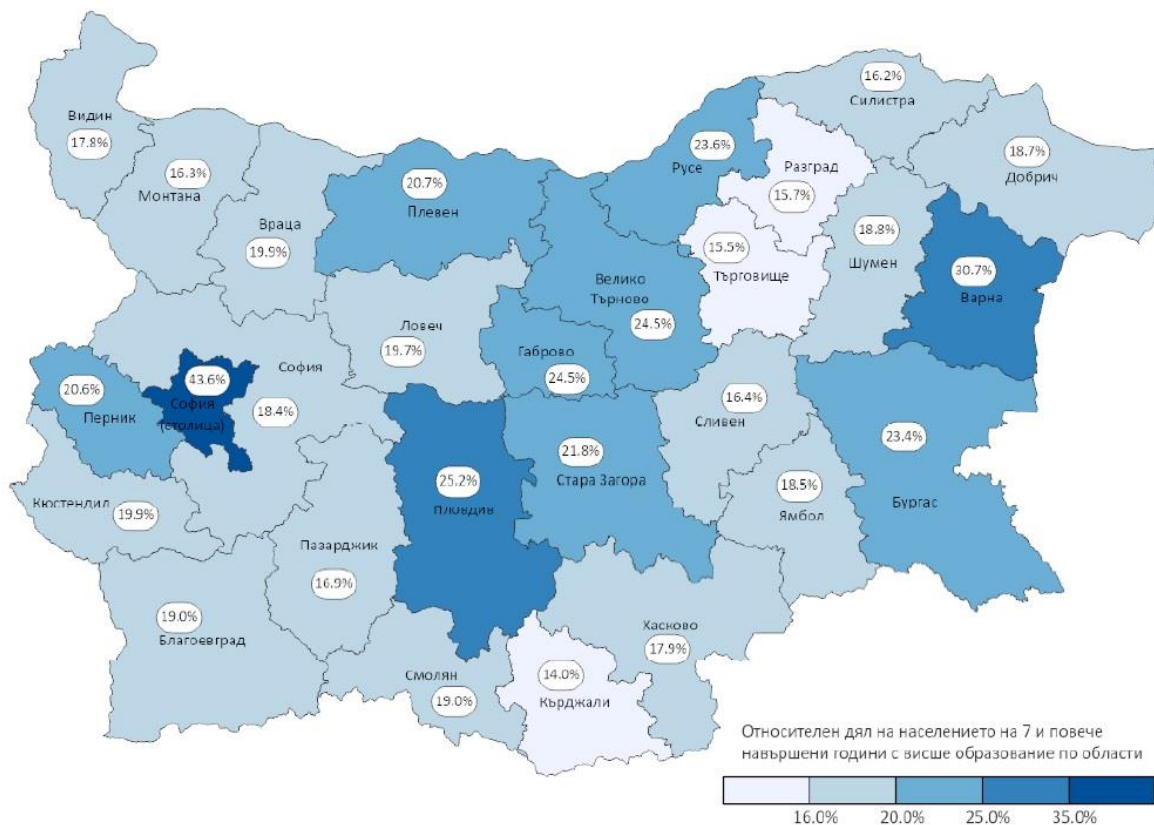 16.2%
Силистра
Видин
17.8%
23.6%
Русе
18.7%
Добрич
16.3%
Монтана
20.7%
Плевен
Разград
15.7%
Враца
19.9%
18.8%
Шумен
15.5%
Търговище
30.7%
Варна
Велико
Търново
24.5%
Ловеч
19.7%
Габрово
24.5%
София
18.4%
43.6%
София
(столица)
20.6%
Перник
16.4%
Сливен
23.4%
Бургас
21.8%
Стара Загора
25.2%
Пловдив
18.5%
Ямбол
Кюстендил
19.9%
Пазарджик
16.9%
19.0%
Благоевград
Хасково
17.9%
Смолян
19.0%
14.0%
Кърджали
Относителен дял на населението на 7 и повече
навършени години с висше образование по области
16.0% 20.0% 25.0% 35.0%